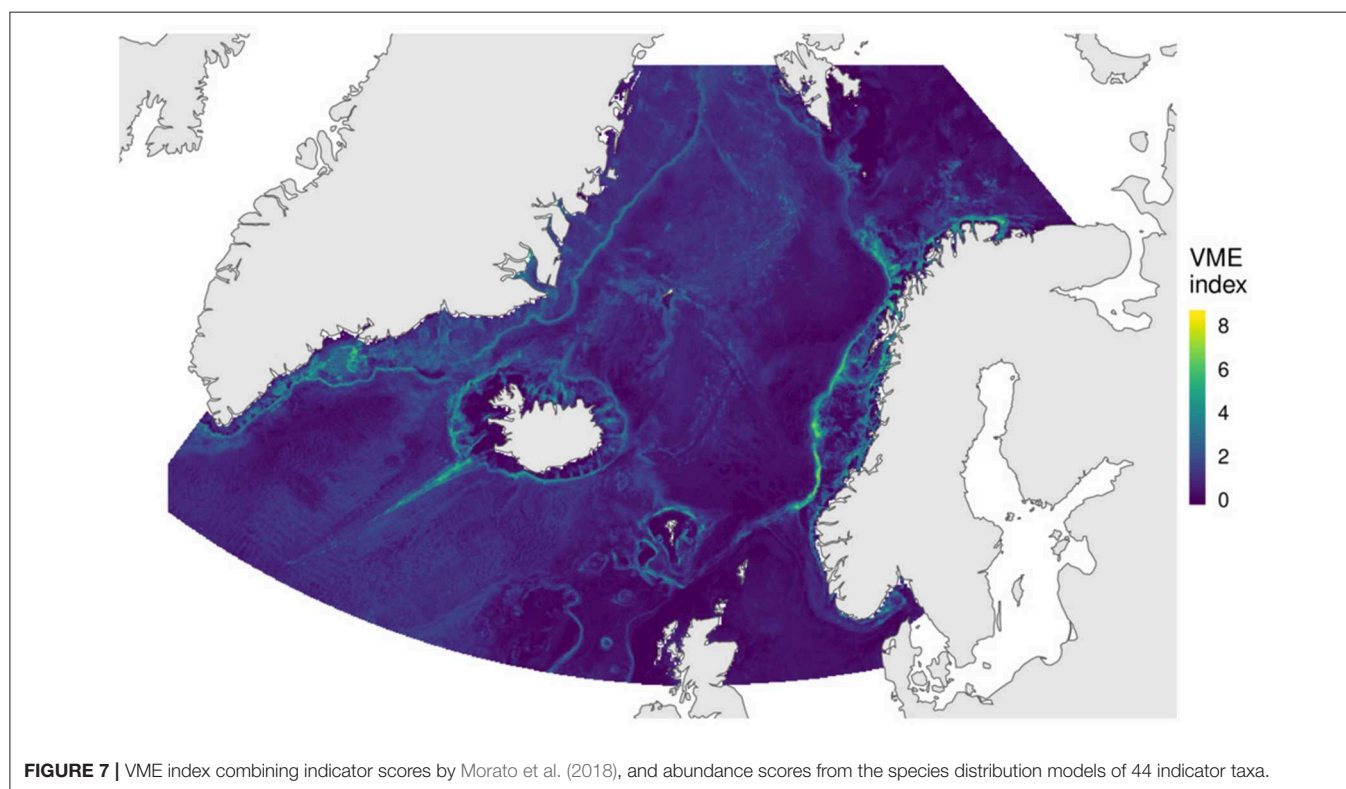 VME
index
8
6
4
2
0
FIGURE 7 | VME index combining indicator scores by Morato et al. (2018), and abundance scores from the species distribution models of 44 indicator taxa.